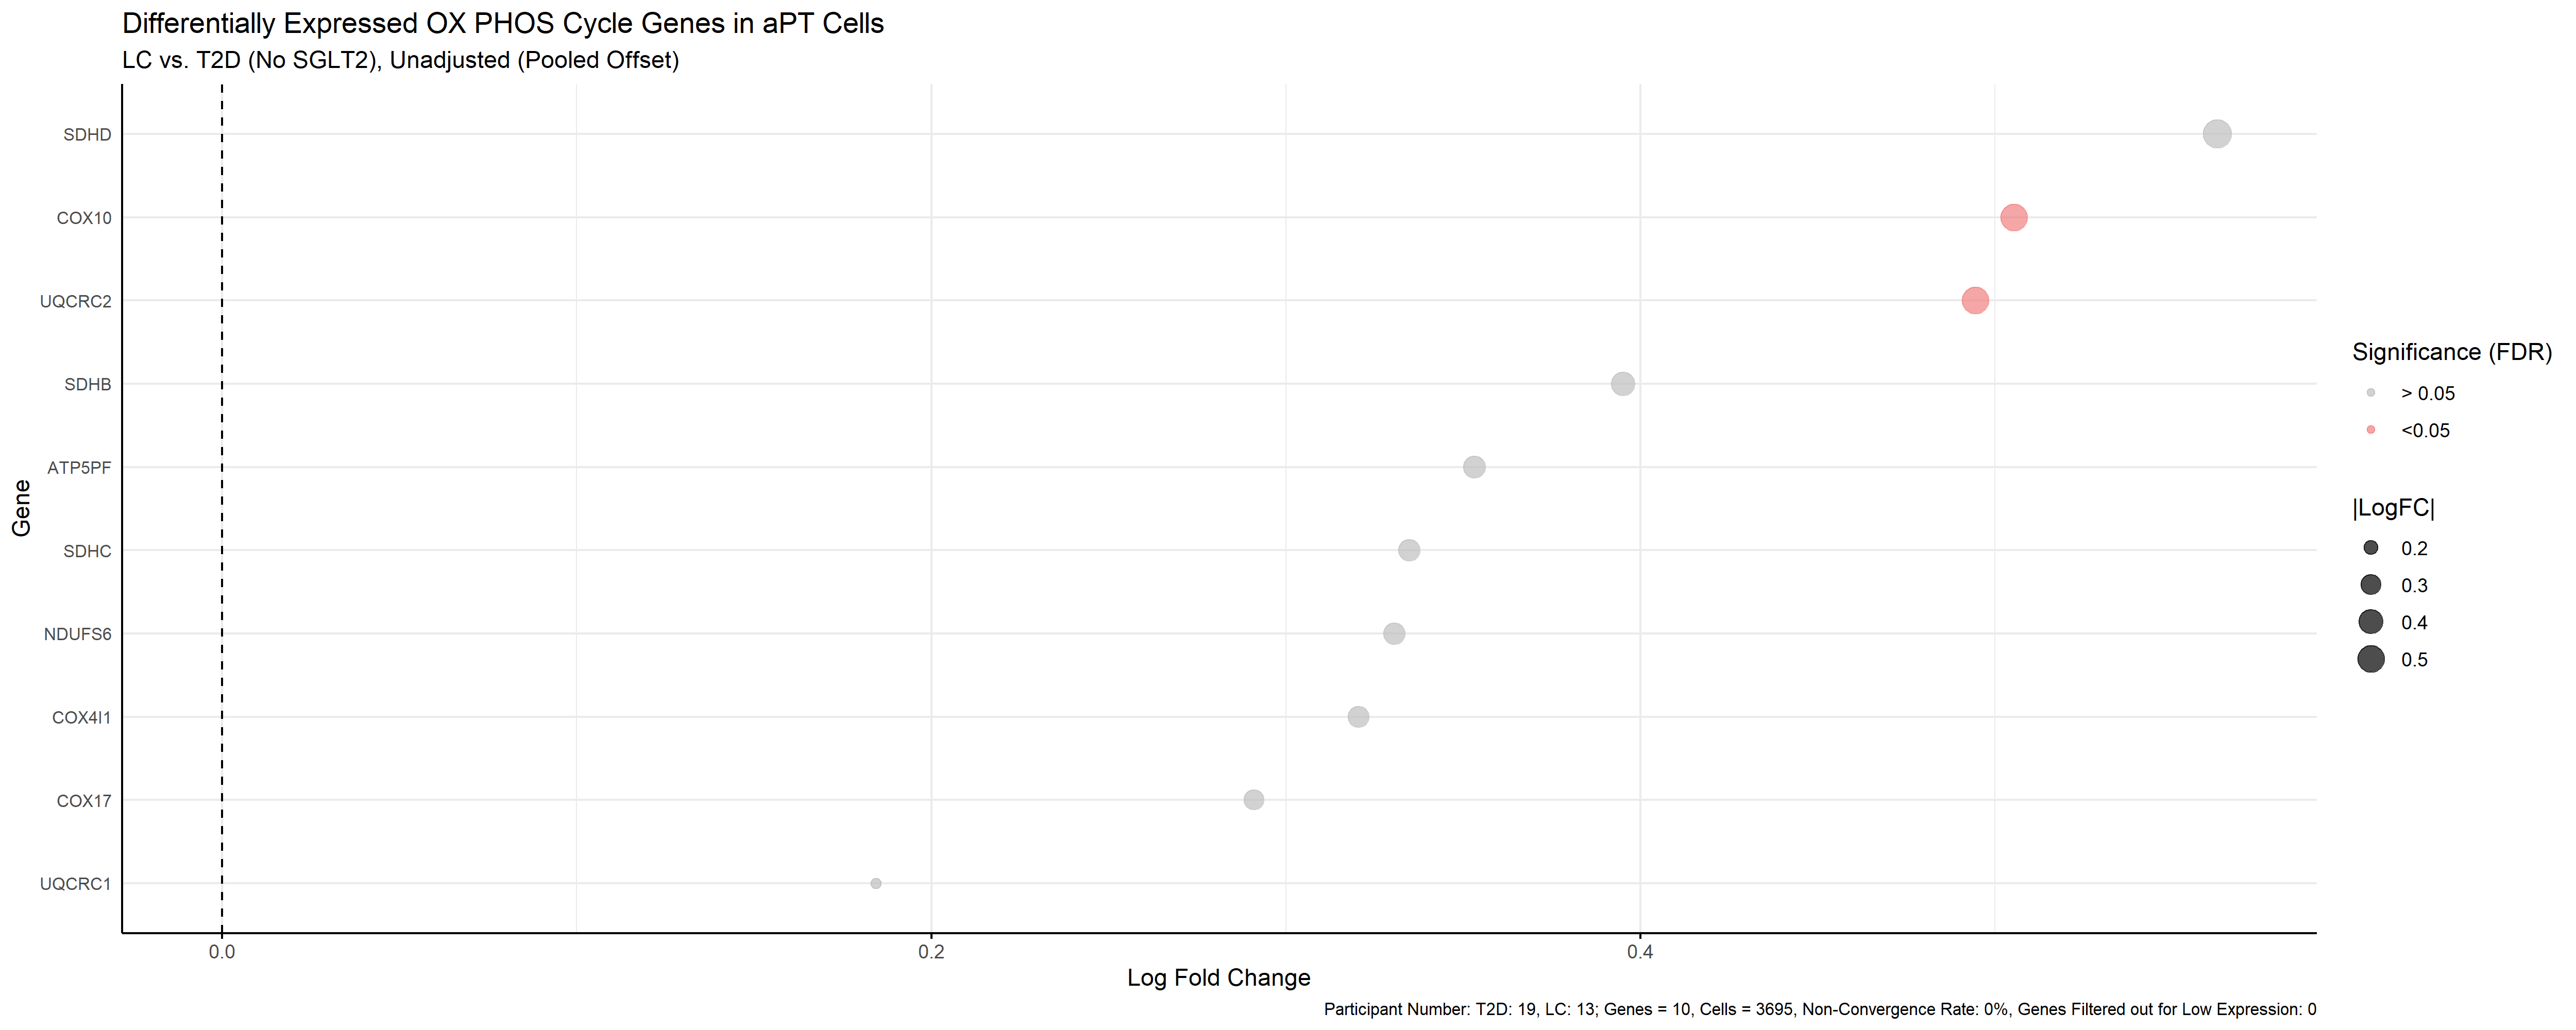 Differentially Expressed OX PHOS Cycle Genes in aPT Cells
LC vs. T2D (No SGLT2), Unadjusted (Pooled Offset)
Gene
SDHD
COX10
UQCRC2
SDHB
ATP5PF
SDHC
NDUFS6
COX4I1
COX17
UQCRC1
0.0
0.2
0.4
Log Fold Change
Significance (FDR)
> 0.05
<0.05
|LogFC|
0.2
0.3
0.4
0.5
Participant Number: T2D: 19, LC: 13; Genes = 10, Cells = 3695, Non-Convergence Rate: 0%, Genes Filtered out for Low Expression: 0